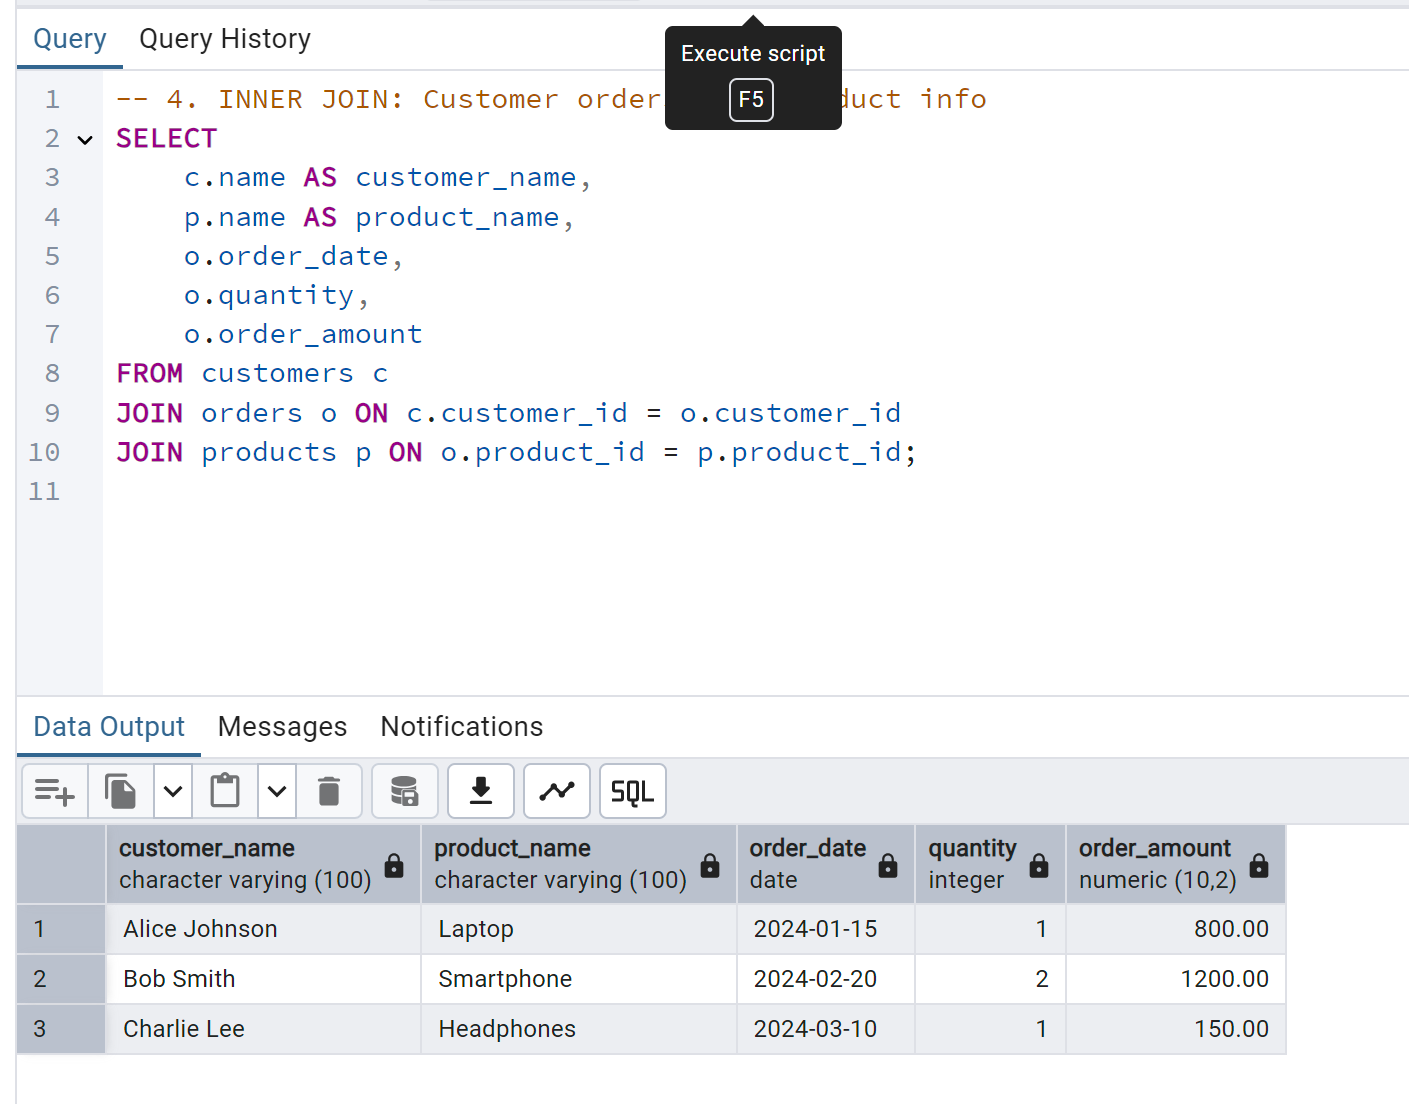 Query Query History
Execute script
F5
1 -- 4. INNER JOIN: Customer order duct info
2 SELECT
3 c.name AS customer_name,
4 p.name AS product_name,
5 o.order_date,
6 o.quantity,
7 o.order_amount
8 FROM customers c
9 JOIN orders o ON c.customer_id = o.customer_id
10 JOIN products p ON o.product_id = p.product_id;
11
Data Output Messages Notifications
SQL
customer_name product_name order_date quantity order_amount
character varying (100) character varying (100) date integer numeric (10,2)
1 Alice Johnson Laptop 2024-01-15 1 800.00
2 Bob Smith Smartphone 2024-02-20 2 1200.00
3 Charlie Lee Headphones 2024-03-10 1 150.00